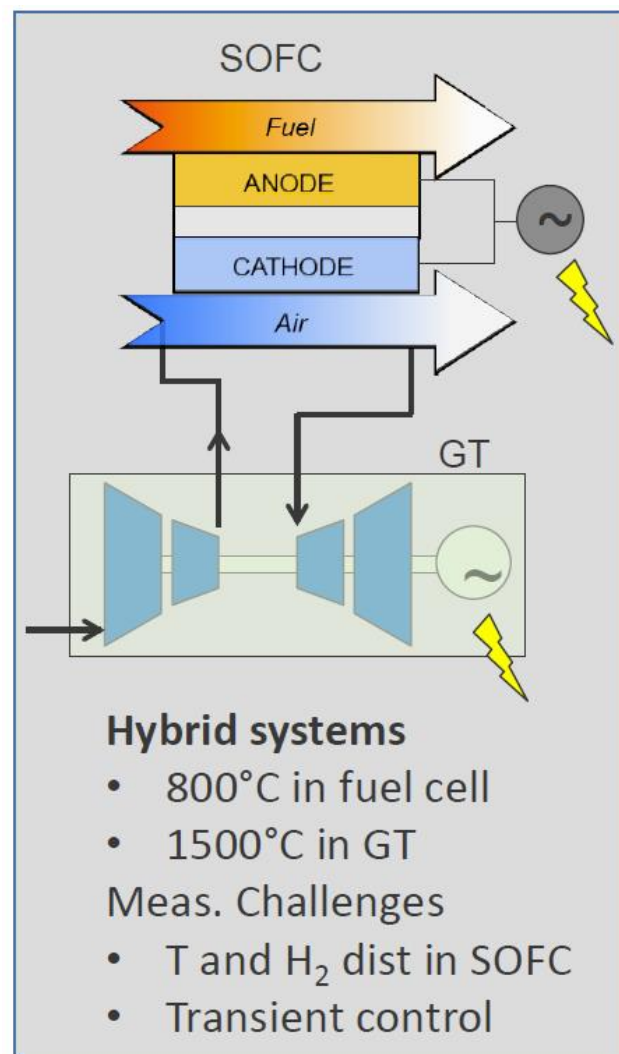 SOFC
Fuel
ANODE
CATHODE
~
Air
GT
~
Hybrid systems
• 800°C in fuel cell
• 1500°C in GT
Meas. Challenges
• T and H₂ dist in SOFC
• Transient control